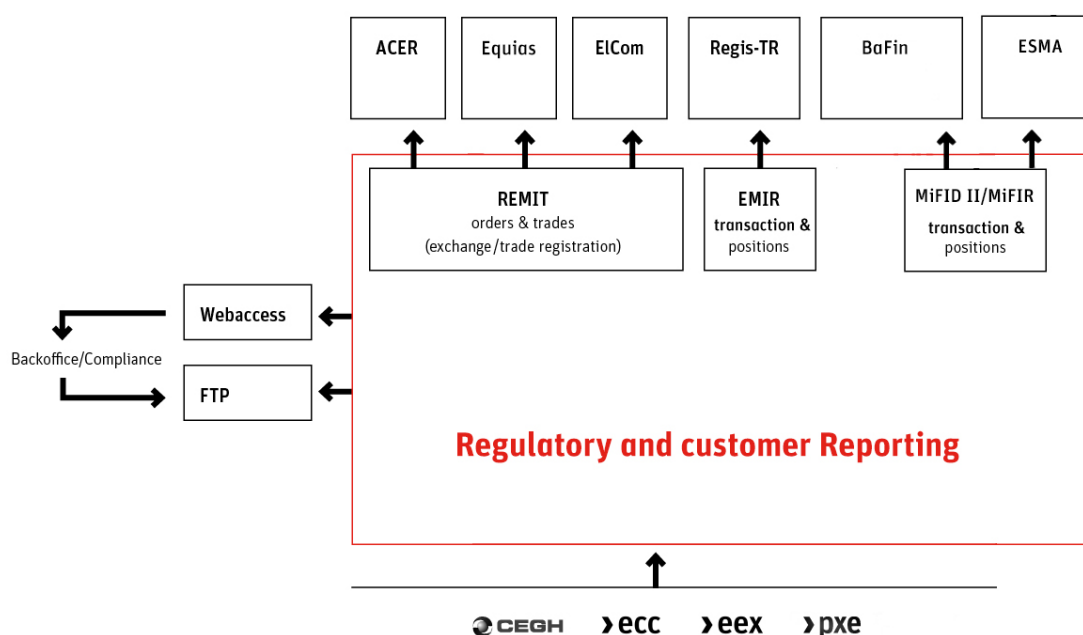 ACER
Equias
ElCom
Regis-TR
BaFin
ESMA
REMIT
orders & trades
(exchange/trade registration)
EMIR
transaction &
positions
MiFID II/MiFIR
transaction &
positions
Webaccess
Backoffice/Compliance
FTP
Regulatory and customer Reporting
CEGH
ecc
eex
pxe